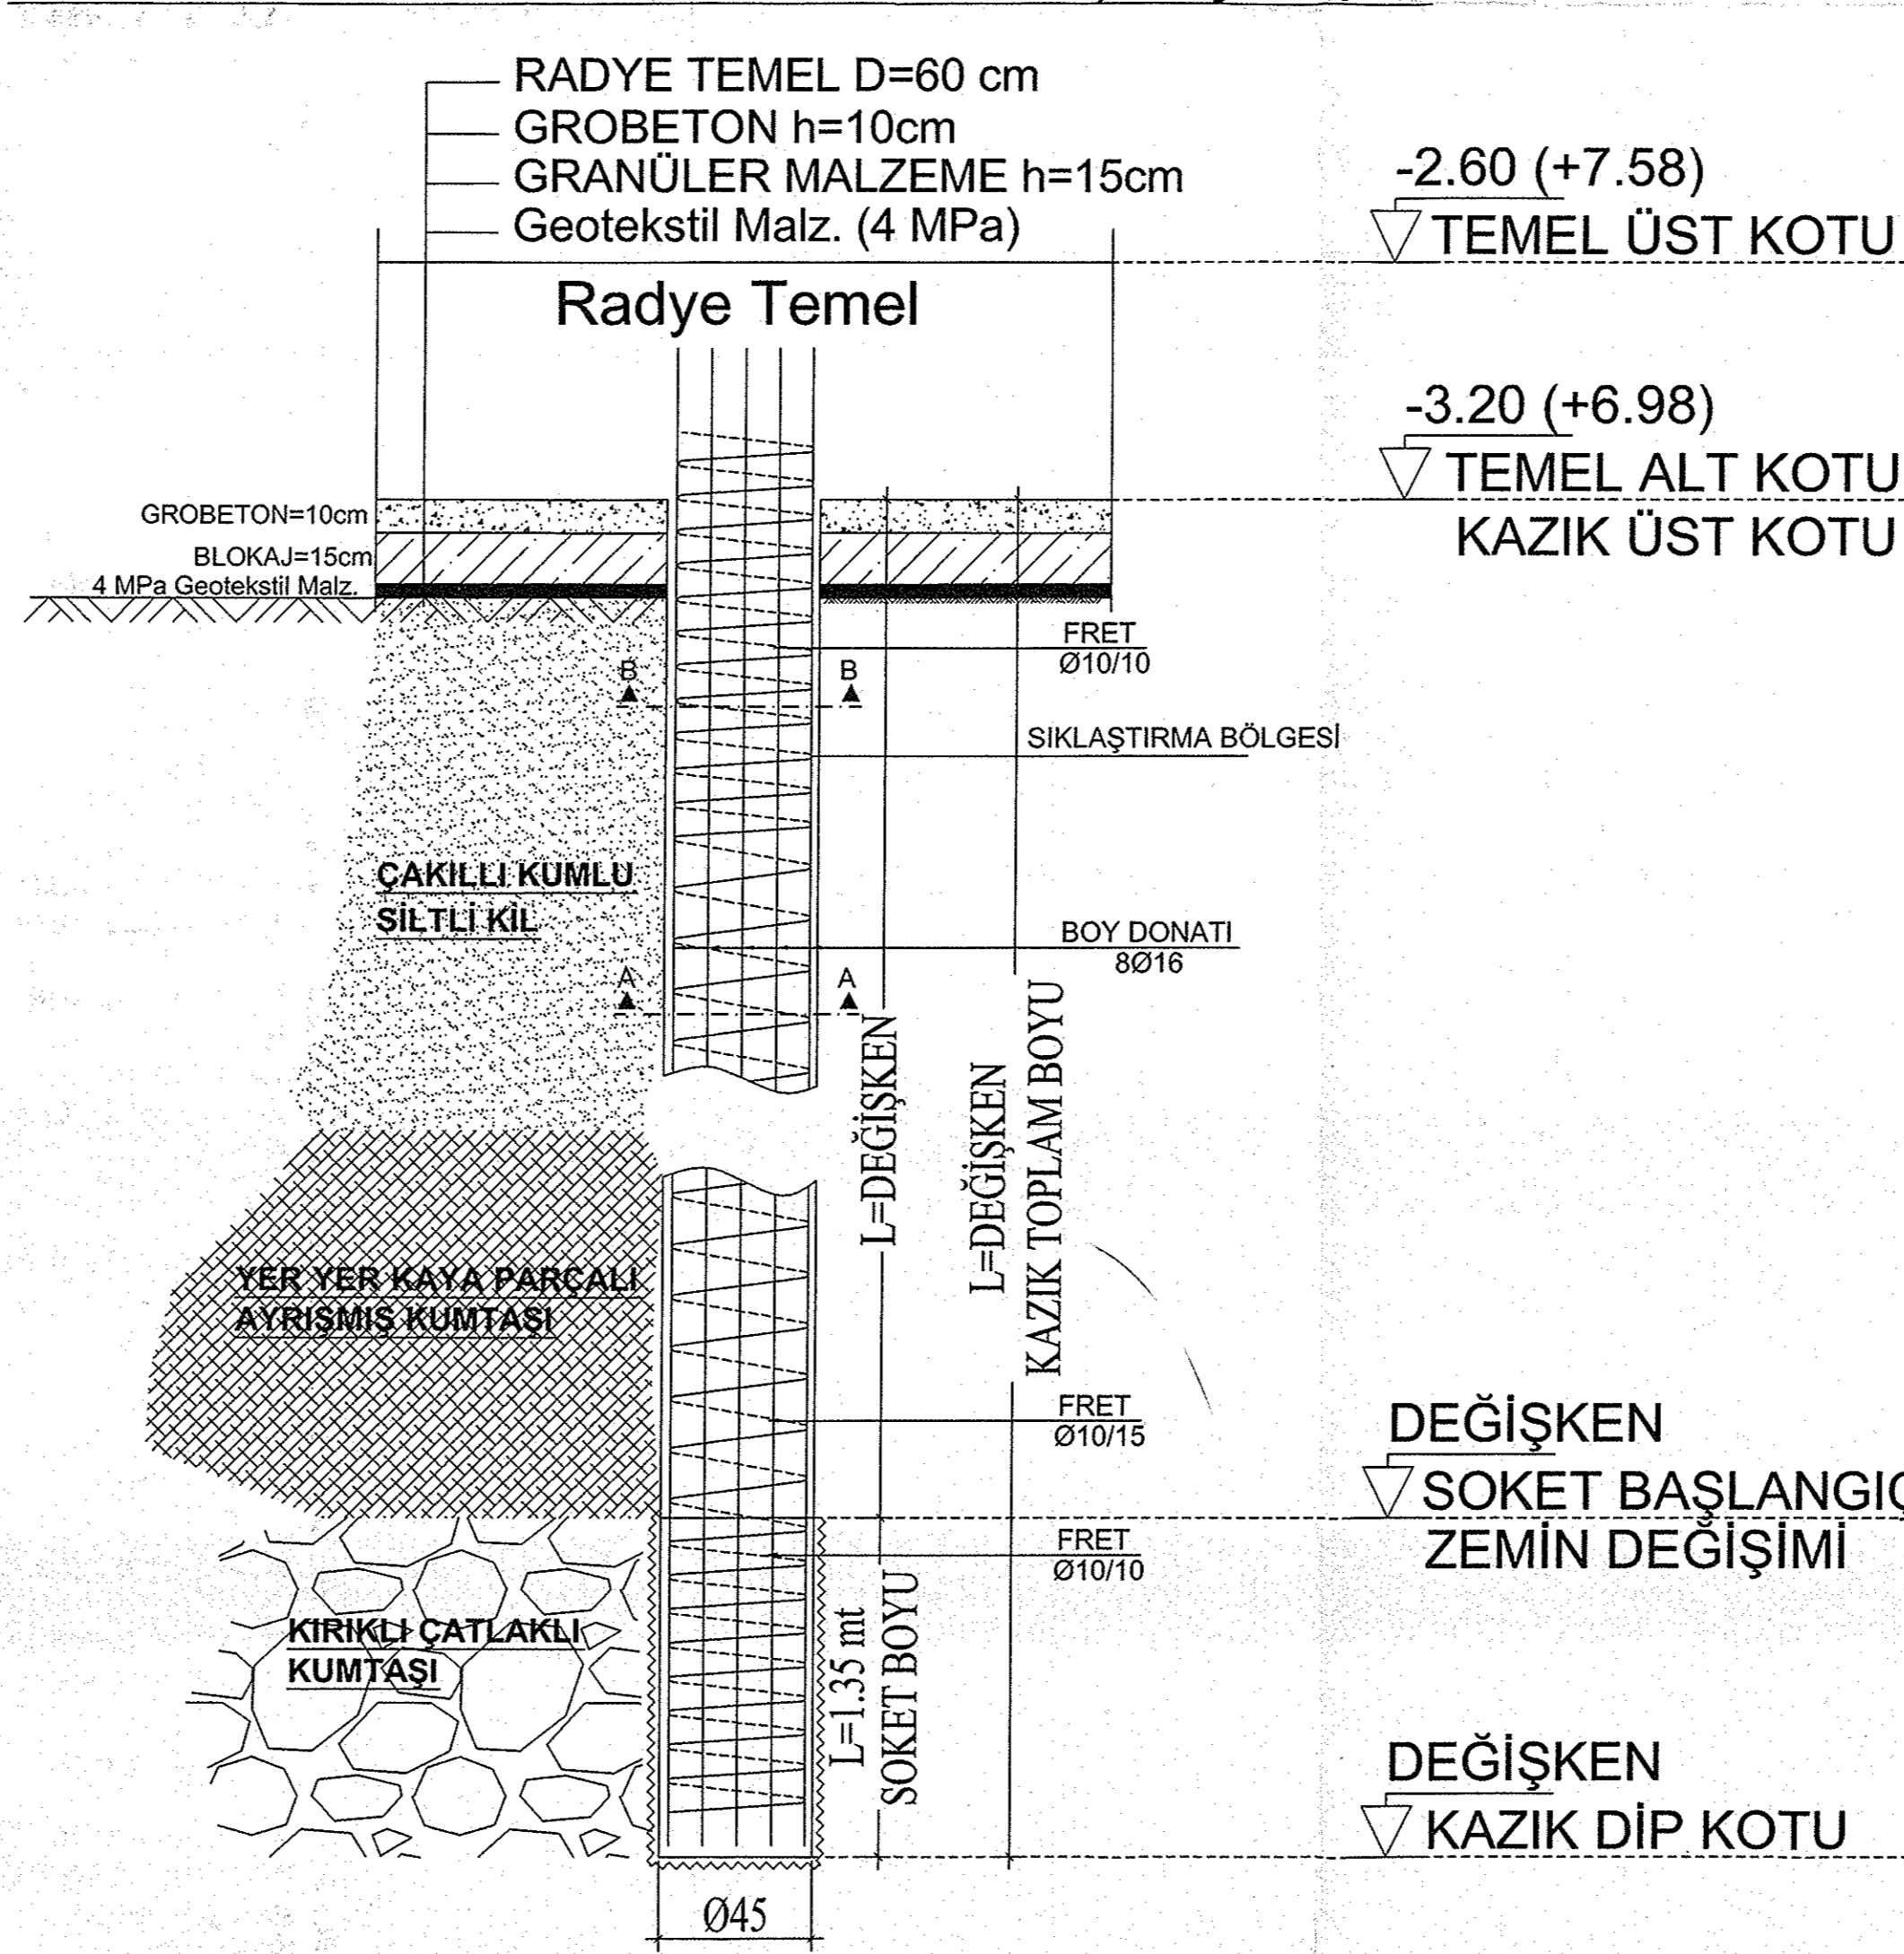 RADYE TEMEL D=60 cm
GROBETON h=10cm
GRANÜLER MALZEME h=15cm
Geotekstil Malz. (4 MPa)
-2.60 (+7.58)
TEMEL ÜST KOTU
Radye Temel
-3.20 (+6.98)
TEMEL ALT KOTU
KAZIK ÜST KOTU
GROBETON=10cm
BLOKAJ=15cm
4 MPa Geotekstil Malz.
FRET
Ø10/10
B
B
SIKLAŞTIRMA BÖLGESİ
ÇAKILLI KUMLU
SİLTLİ KİL
BOY DONATI
8Ø16
A
A
L=DEĞİŞKEN
L=DEĞİŞKEN
KAZIK TOPLAM BOYU
YER YER KAYA PARÇALI
AYRIŞMIŞ KUMTAŞI
FRET
Ø10/15
DEĞİŞKEN
SOKET BAŞLANGIÇ
ZEMİN DEĞİŞİMİ
FRET
Ø10/10
KIRIKLI ÇATLAKLI
KUMTAŞI
L=1.35 mt
SOKET BOYU
DEĞİŞKEN
KAZIK DİP KOTU
Ø45